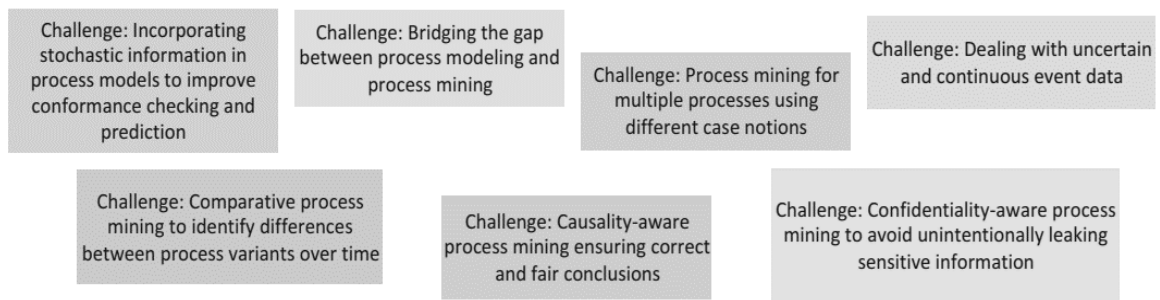 Challenge: Incorporating
stochastic information in
process models to improve
conformance checking and
prediction
Challenge: Bridging the gap
between process modeling and
process mining
Challenge: Process mining for
multiple processes using
different case notions
Challenge: Dealing with uncertain
and continuous event data
Challenge: Comparative process
mining to identify differences
between process variants over time
Challenge: Causality-aware
process mining ensuring correct
and fair conclusions
Challenge: Confidentiality-aware process
mining to avoid unintentionally leaking
sensitive information